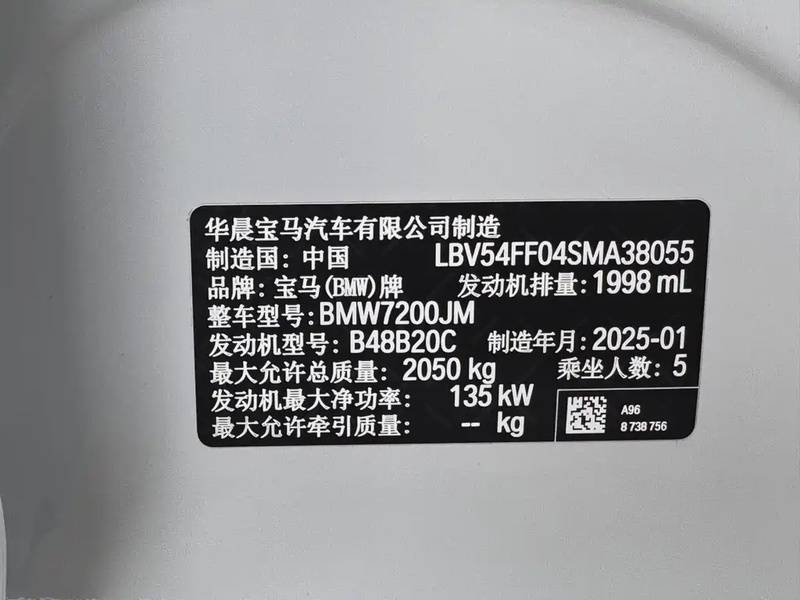 华晨宝马汽车有限公司制造
制造国: 中国 LBV54FF04SMA38055
品牌: 宝马(BMW)牌 发动机排量: 1998 mL
整车型号: BMW7200JM
发动机型号: B48B20C 制造年月: 2025-01
最大允许总质量: 2050 kg 乘坐人数: 5
发动机最大净功率: 135 kW
最大允许牵引质量: -- kg
A96
8 738 756